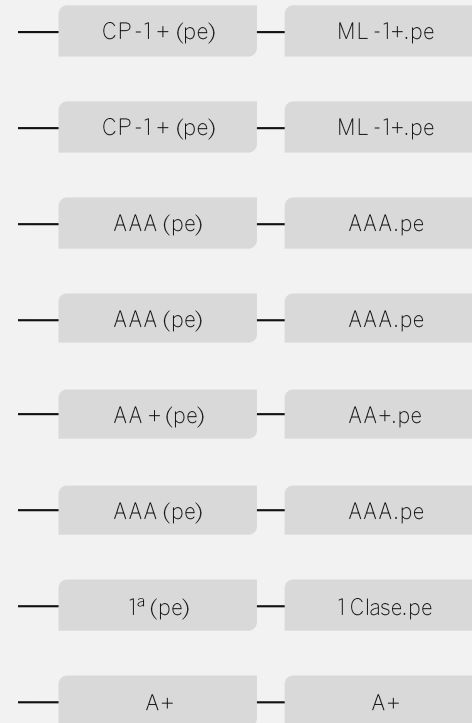 CP-1+ (pe) ML-1+.pe
CP-1+ (pe) ML-1+.pe
AAA (pe) AAA.pe
AAA (pe) AAA.pe
AA+ (pe) AA+.pe
AAA (pe) AAA.pe
1ª (pe) 1 Clase.pe
A+ A+